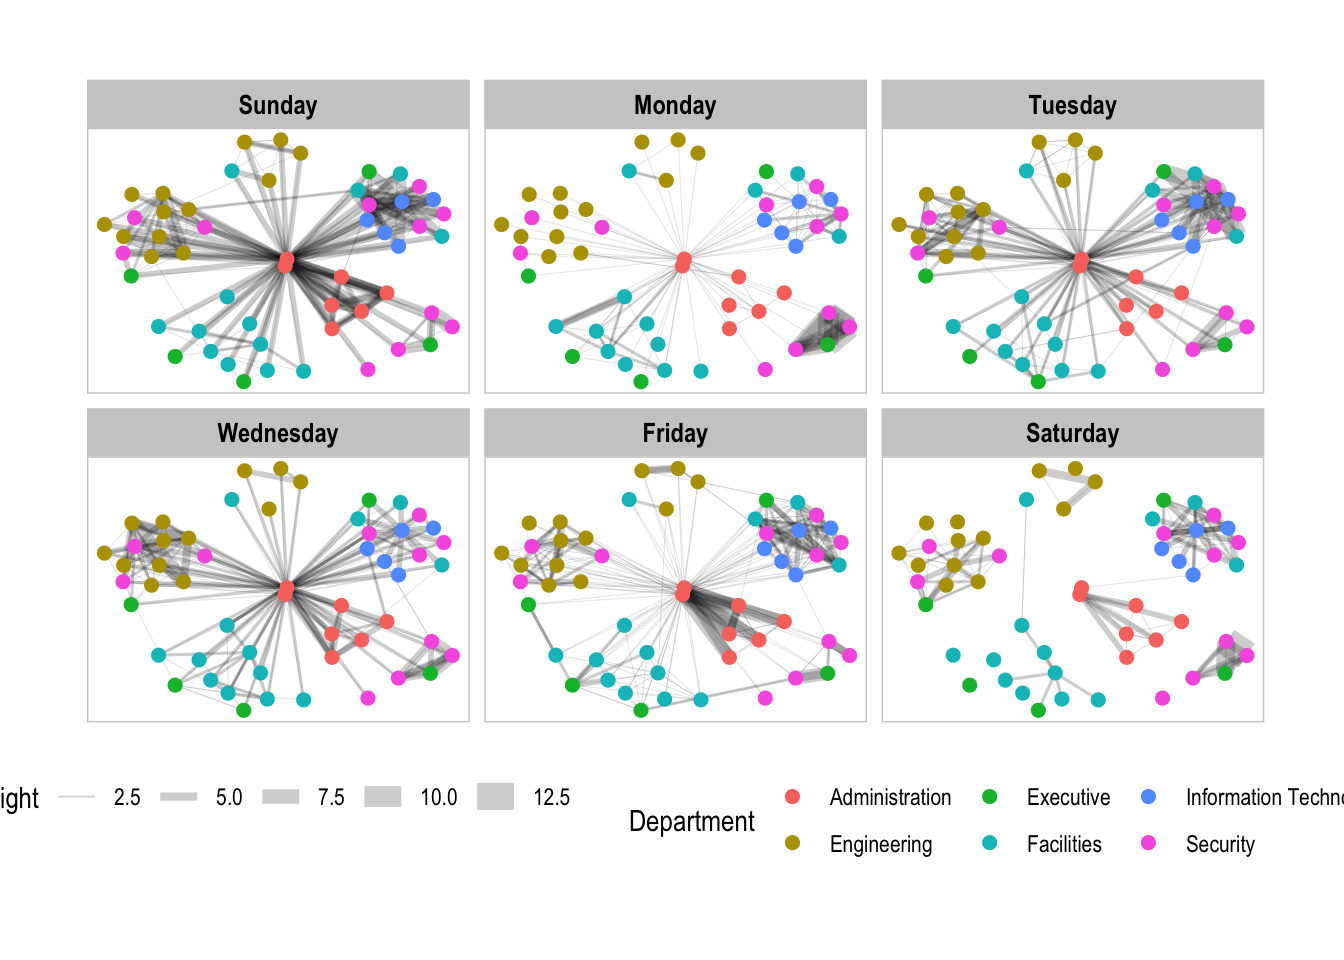 Sunday Monday Tuesday
Wednesday Friday Saturday
2.5 5.0 7.5 10.0 12.5
Department
Administration Executive Information
Engineering Facilities Security